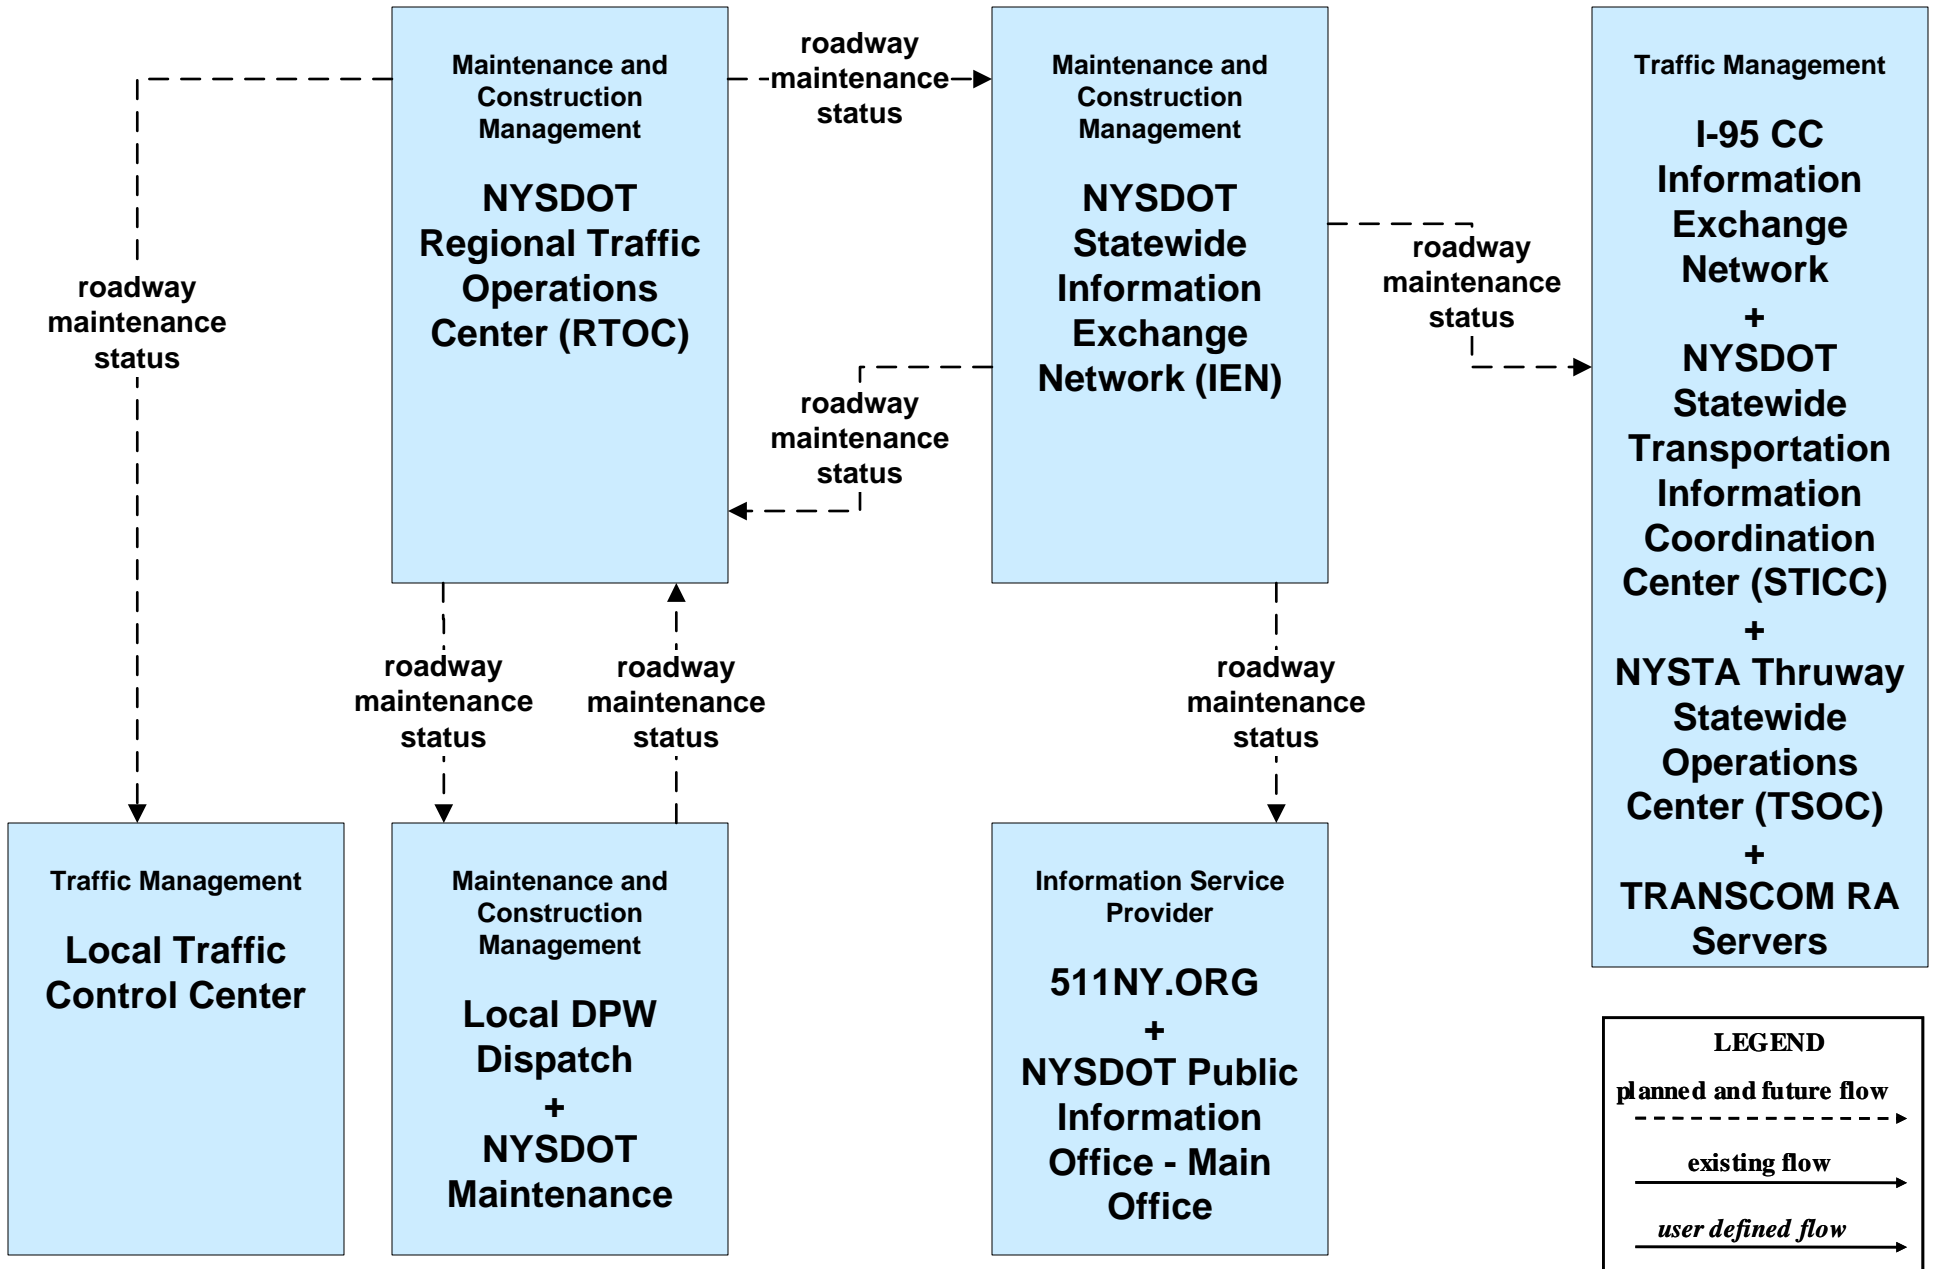 Maintenance and
Construction
Management
NYSDOT
Regional Traffic
Operations
Center (RTOC)
roadway
maintenance
status
Maintenance and
Construction
Management
NYSDOT
Statewide
Information
Exchange
Network (IEN)
roadway
maintenance
status
Traffic Management
I-95 CC
Information
Exchange
Network
+
NYSDOT
Statewide
Transportation
Information
Coordination
Center (STICC)
+
NYSTA Thruway
Statewide
Operations
Center (TSOC)
+
TRANSCOM RA
Servers
roadway
maintenance
status
roadway
maintenance
status
roadway
maintenance
status
roadway
maintenance
status
roadway
maintenance
status
Traffic Management
Local Traffic
Control Center
Maintenance and
Construction
Management
Local DPW
Dispatch
+
NYSDOT
Maintenance
Information Service
Provider
511NY.ORG
+
NYSDOT Public
Information
Office - Main
Office
LEGEND
planned and future flow
existing flow
user defined flow